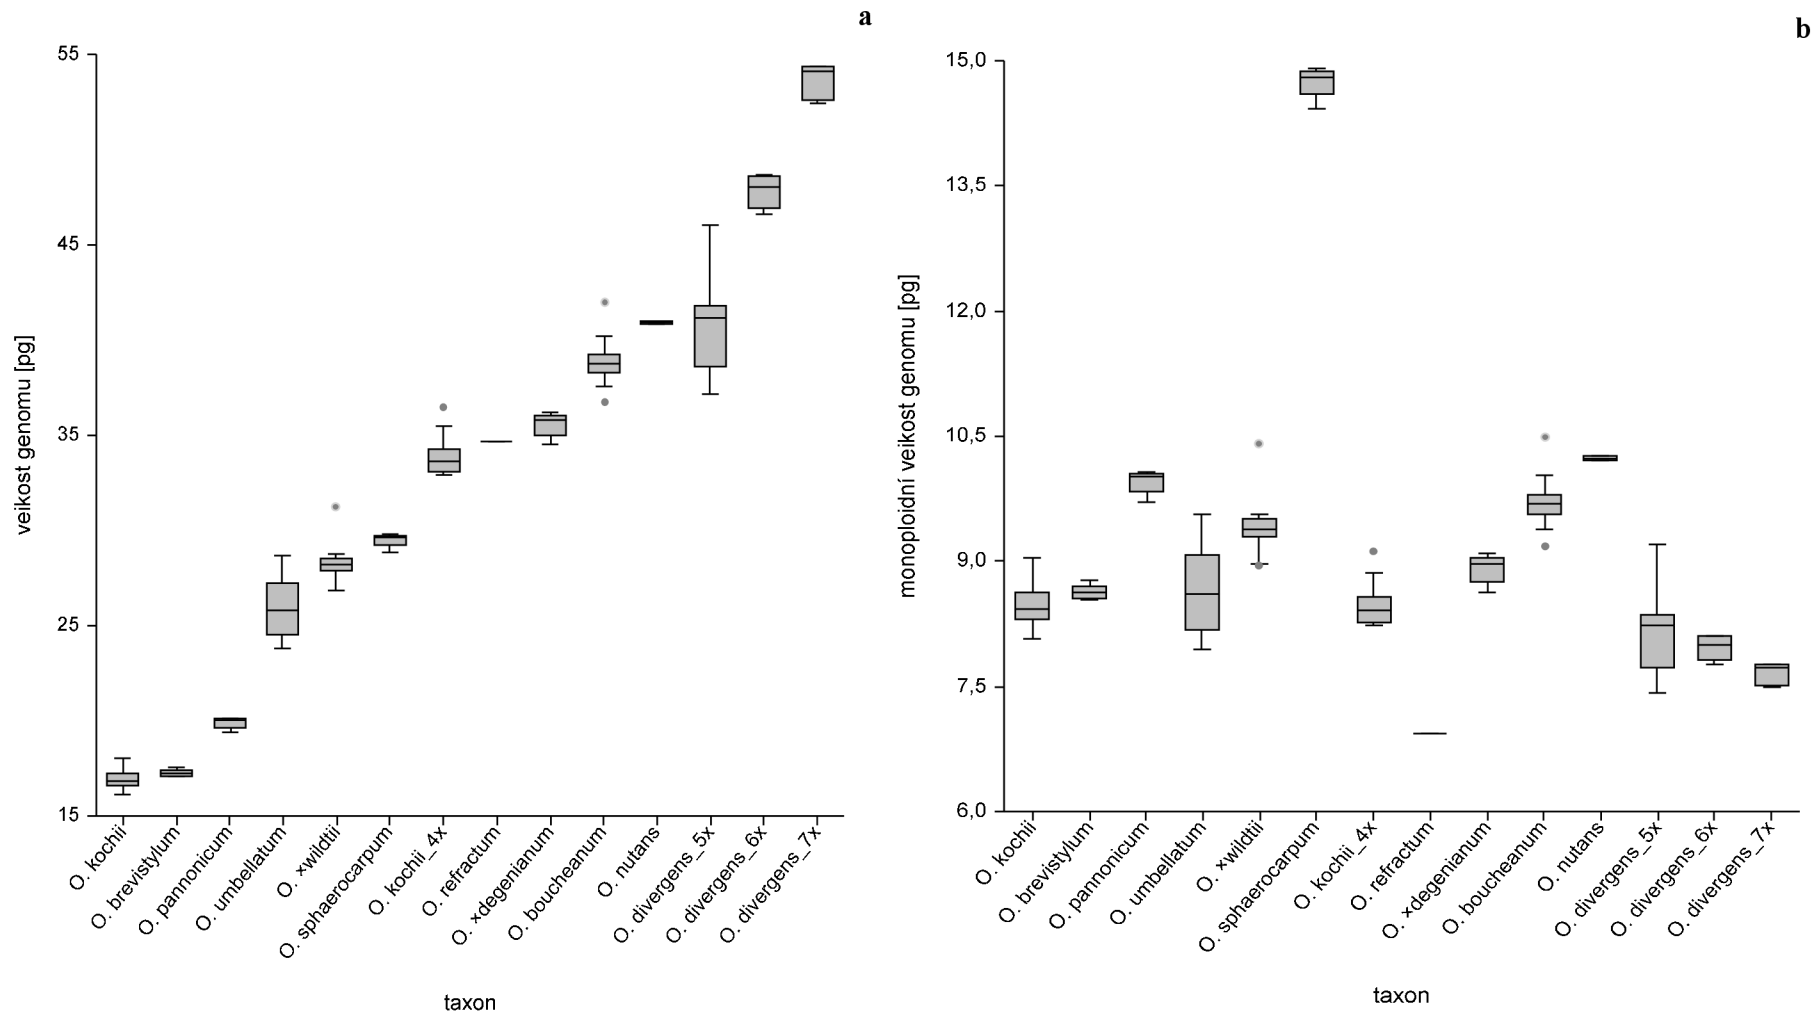 a
veikost genomu [pg]
55
45
35
25
15
O. kochii
O. brevistylum
O. pannonicum
O. umbellatum
O. ×wildtii
O. sphaerocarpum
O. kochii_4x
O. refractum
O. ×degenianum
O. boucheanum
O. nutans
O. divergens_5x
O. divergens_6x
O. divergens_7x
taxon
b
monoploidní veikost genomu [pg]
15,0
13,5
12,0
10,5
9,0
7,5
6,0
O. kochii
O. brevistylum
O. pannonicum
O. umbellatum
O. ×wildtii
O. sphaerocarpum
O. kochii_4x
O. refractum
O. ×degenianum
O. boucheanum
O. nutans
O. divergens_5x
O. divergens_6x
O. divergens_7x
taxon